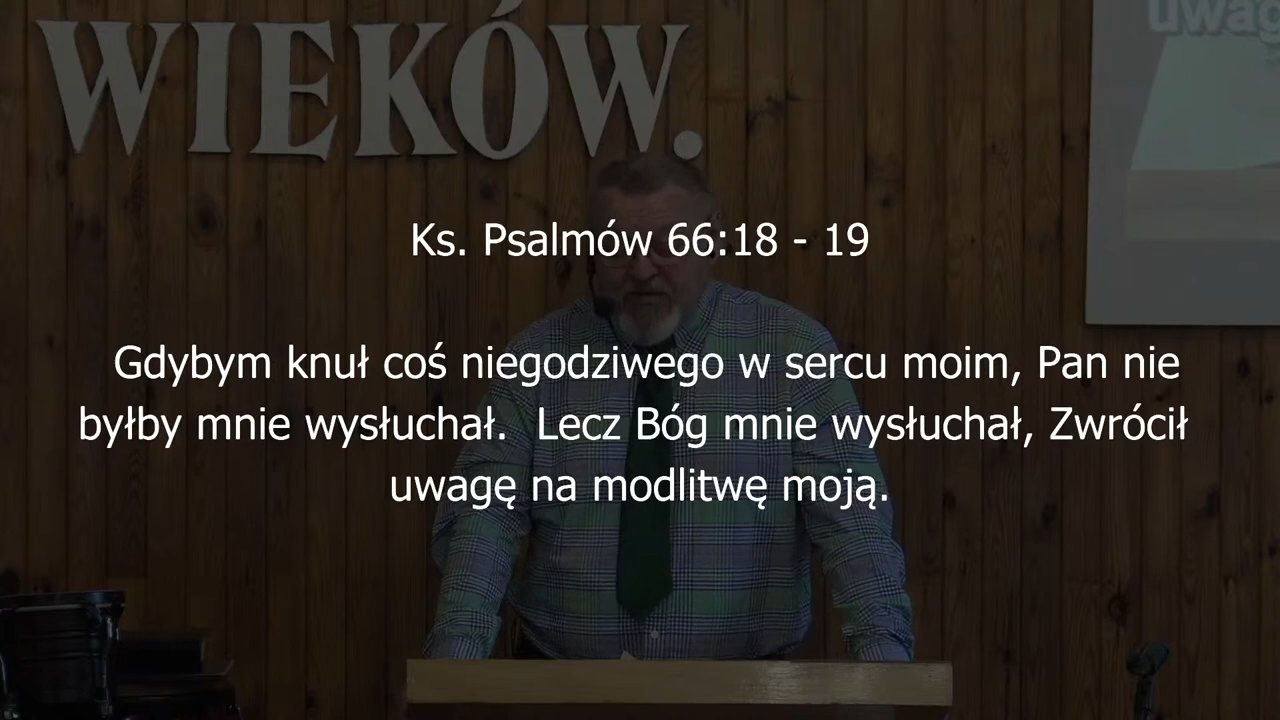 WIEKÓW.
uwag
Ks. Psalmów 66:18 - 19
Gdybym knuł coś niegodziwego w sercu moim, Pan nie
byłby mnie wysłuchał.  Lecz Bóg mnie wysłuchał, Zwrócił
uwagę na modlitwę moją.